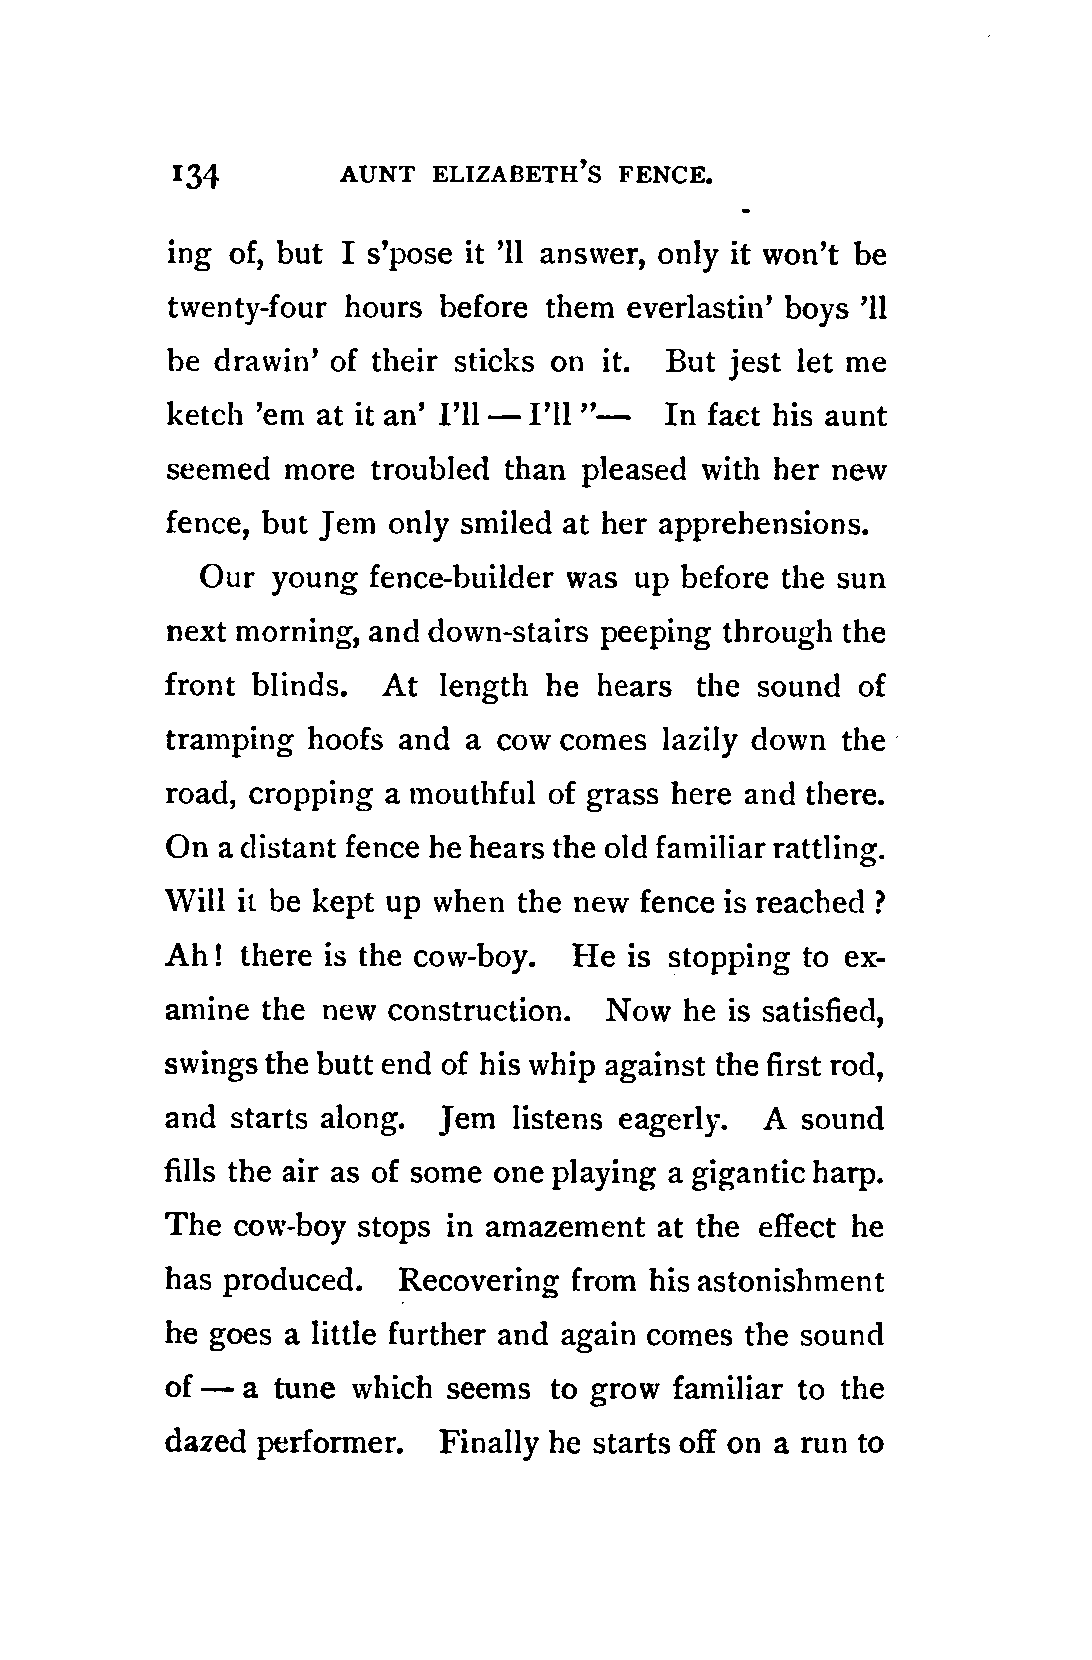 134 AUNT ELIZABETH'S FENCE.
ing of, but I s'pose it 'll answer, only it won't be
twenty-four hours before them everlastin' boys 'll
be drawin' of their sticks on it. But jest let me
ketch 'em at it an' I'll — I'll "— In fact his aunt
seemed more troubled than pleased with her new
fence, but Jem only smiled at her apprehensions.
Our young fence-builder was up before the sun
next morning, and down-stairs peeping through the
front blinds. At length he hears the sound of
tramping hoofs and a cow comes lazily down the
road, cropping a mouthful of grass here and there.
On a distant fence he hears the old familiar rattling.
Will it be kept up when the new fence is reached ?
Ah! there is the cow-boy. He is stopping to ex-
amine the new construction. Now he is satisfied,
swings the butt end of his whip against the first rod,
and starts along. Jem listens eagerly. A sound
fills the air as of some one playing a gigantic harp.
The cow-boy stops in amazement at the effect he
has produced. Recovering from his astonishment
he goes a little further and again comes the sound
of — a tune which seems to grow familiar to the
dazed performer. Finally he starts off on a run to